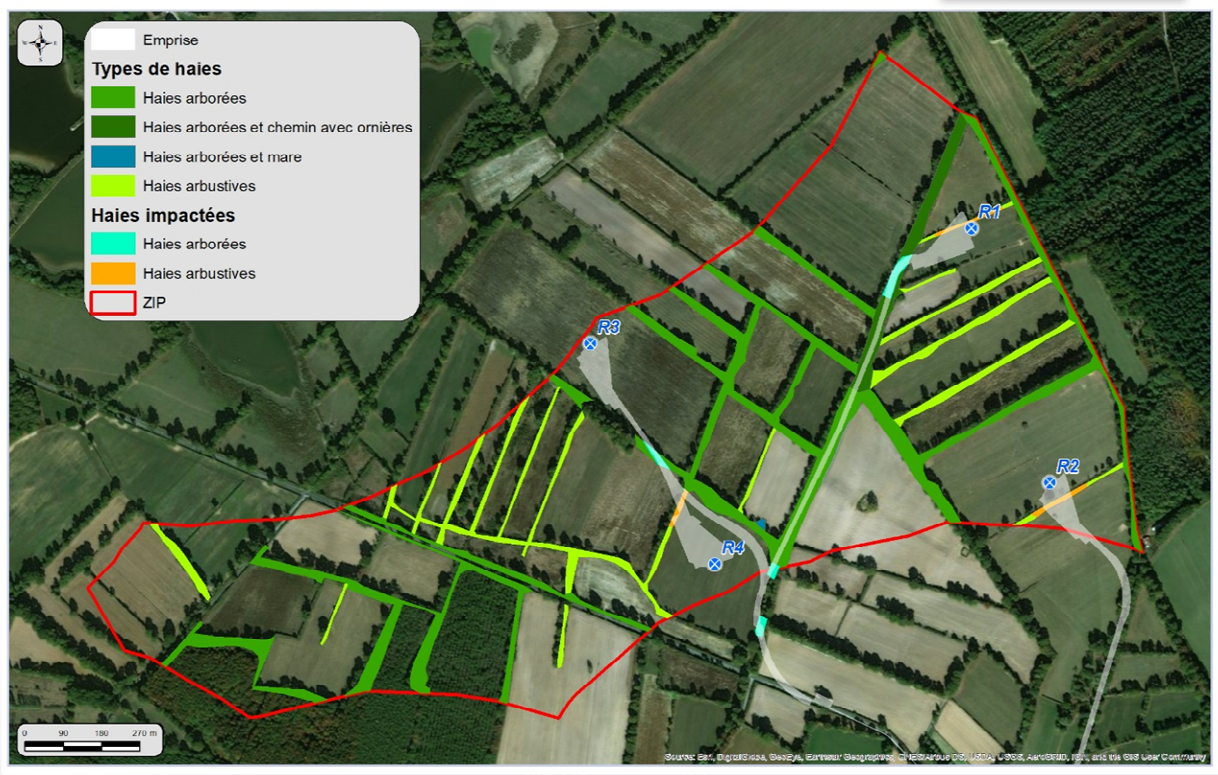 N
Emprise
Types de haies
Haies arborées
Haies arborées et chemin avec ornières
Haies arborées et mare
Haies arbustives
Haies impactées
Haies arborées
Haies arbustives
ZIP
R1
R3
R2
R4
0 90 180 270 m
Source: Esri, DigitalGlobe, GeoEye, Earthstar Geographics, CNES/Airbus DS, USDA, USGS, AeroGRID, IGN, and the GIS User Community